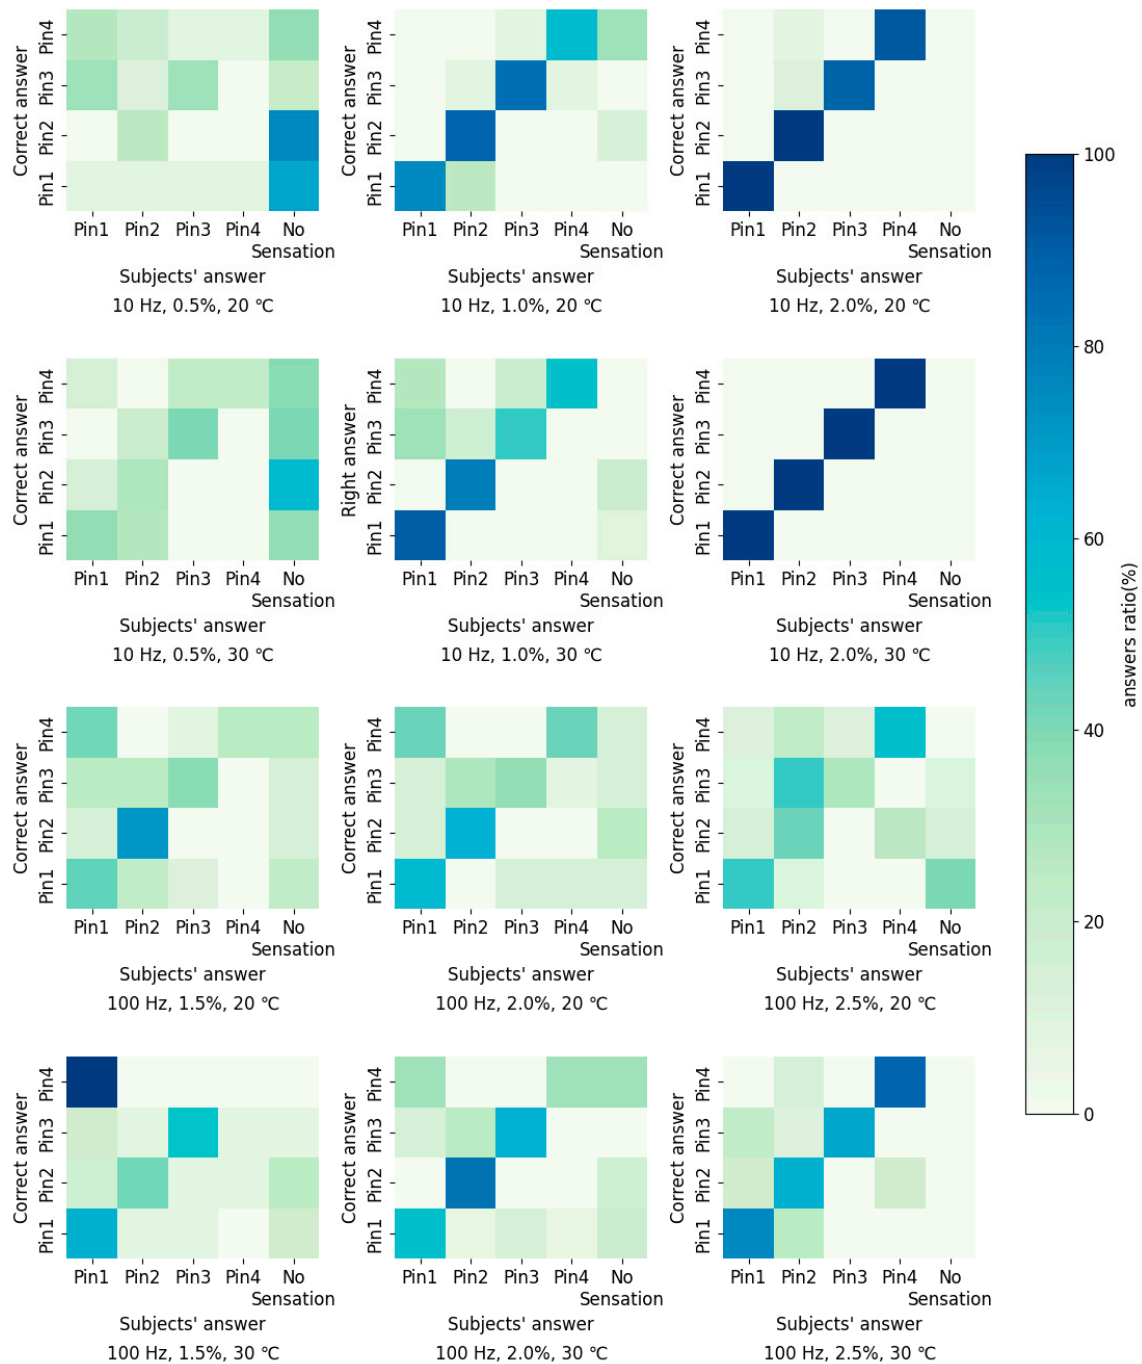 Correct answer
Pin4
Pin3
Pin2
Pin1
Pin1 Pin2 Pin3 Pin4 No Sensation
Subjects' answer
10 Hz, 0.5%, 20 ℃
Correct answer
Pin4
Pin3
Pin2
Pin1
Pin1 Pin2 Pin3 Pin4 No Sensation
Subjects' answer
10 Hz, 1.0%, 20 ℃
Correct answer
Pin4
Pin3
Pin2
Pin1
Pin1 Pin2 Pin3 Pin4 No Sensation
Subjects' answer
10 Hz, 2.0%, 20 ℃
Correct answer
Pin4
Pin3
Pin2
Pin1
Pin1 Pin2 Pin3 Pin4 No Sensation
Subjects' answer
10 Hz, 0.5%, 30 ℃
Right answer
Pin4
Pin3
Pin2
Pin1
Pin1 Pin2 Pin3 Pin4 No Sensation
Subjects' answer
10 Hz, 1.0%, 30 ℃
Correct answer
Pin4
Pin3
Pin2
Pin1
Pin1 Pin2 Pin3 Pin4 No Sensation
Subjects' answer
10 Hz, 2.0%, 30 ℃
Correct answer
Pin4
Pin3
Pin2
Pin1
Pin1 Pin2 Pin3 Pin4 No Sensation
Subjects' answer
100 Hz, 1.5%, 20 ℃
Correct answer
Pin4
Pin3
Pin2
Pin1
Pin1 Pin2 Pin3 Pin4 No Sensation
Subjects' answer
100 Hz, 2.0%, 20 ℃
Correct answer
Pin4
Pin3
Pin2
Pin1
Pin1 Pin2 Pin3 Pin4 No Sensation
Subjects' answer
100 Hz, 2.5%, 20 ℃
Correct answer
Pin4
Pin3
Pin2
Pin1
Pin1 Pin2 Pin3 Pin4 No Sensation
Subjects' answer
100 Hz, 1.5%, 30 ℃
Correct answer
Pin4
Pin3
Pin2
Pin1
Pin1 Pin2 Pin3 Pin4 No Sensation
Subjects' answer
100 Hz, 2.0%, 30 ℃
Correct answer
Pin4
Pin3
Pin2
Pin1
Pin1 Pin2 Pin3 Pin4 No Sensation
Subjects' answer
100 Hz, 2.5%, 30 ℃
100
80
60
40
20
0
answers ratio(%)